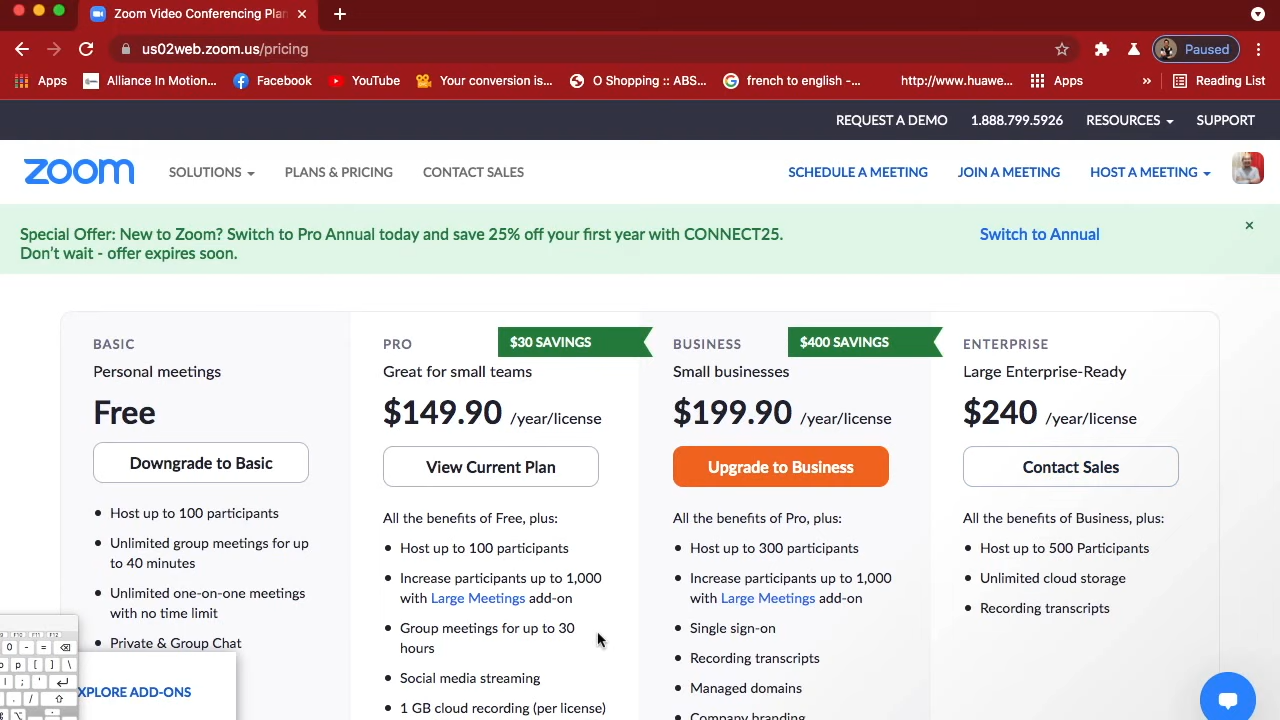 Zoom Video Conferencing Plan
us02web.zoom.us/pricing
Paused
Apps
Alliance In Motion...
Facebook
YouTube
Your conversion is...
O Shopping :: ABS...
french to english -...
http://www.huawe...
Apps
»
Reading List
REQUEST A DEMO
1.888.799.5926
RESOURCES
SUPPORT
zoom
SOLUTIONS
PLANS & PRICING
CONTACT SALES
SCHEDULE A MEETING
JOIN A MEETING
HOST A MEETING
Special Offer: New to Zoom? Switch to Pro Annual today and save 25% off your first year with CONNECT25.
Don't wait - offer expires soon.
Switch to Annual
BASIC
Personal meetings
Free
Downgrade to Basic
Host up to 100 participants
Unlimited group meetings for up
to 40 minutes
Unlimited one-on-one meetings
with no time limit
Private & Group Chat
XPLORE ADD-ONS
PRO
$30 SAVINGS
Great for small teams
$149.90 /year/license
View Current Plan
All the benefits of Free, plus:
Host up to 100 participants
Increase participants up to 1,000
with Large Meetings add-on
Group meetings for up to 30
hours
Social media streaming
1 GB cloud recording (per license)
BUSINESS
$400 SAVINGS
Small businesses
$199.90 /year/license
Upgrade to Business
All the benefits of Pro, plus:
Host up to 300 participants
Increase participants up to 1,000
with Large Meetings add-on
Single sign-on
Recording transcripts
Managed domains
Company branding
ENTERPRISE
Large Enterprise-Ready
$240 /year/license
Contact Sales
All the benefits of Business, plus:
Host up to 500 Participants
Unlimited cloud storage
Recording transcripts
F10 F11 F12
0 - =
p [ ] \
; '
. /